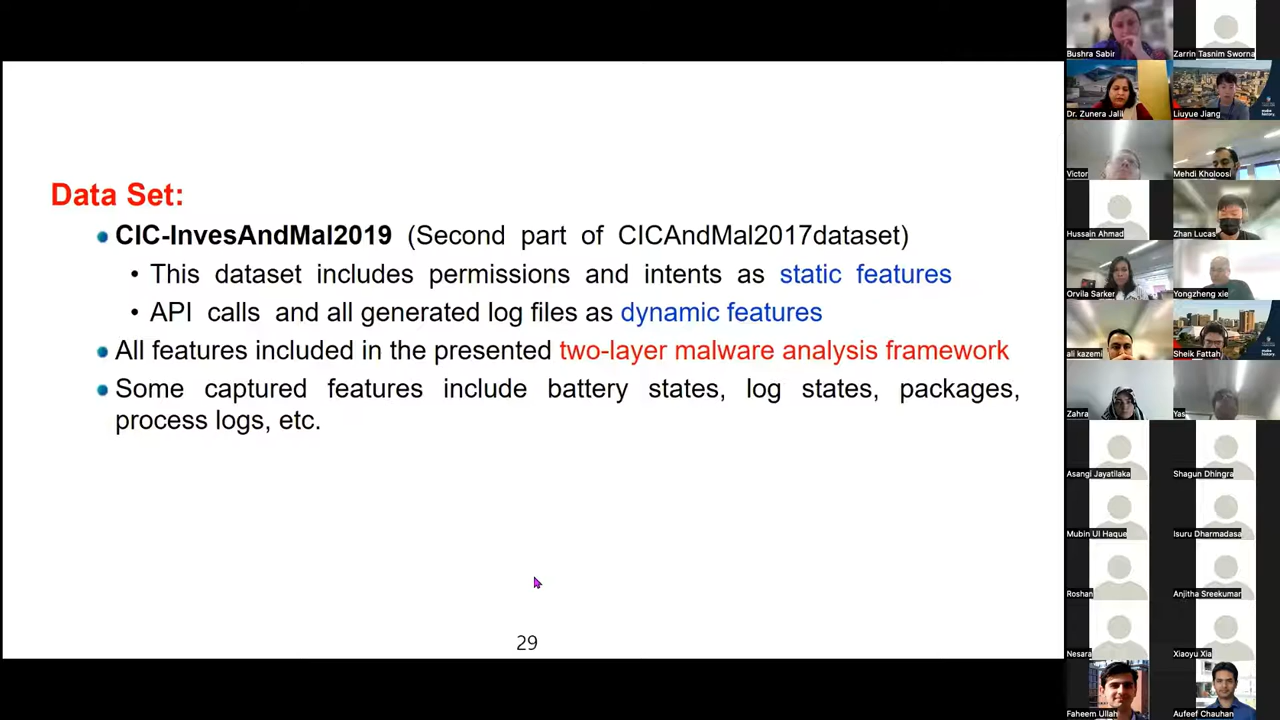 Data Set:
CIC-InvesAndMal2019 (Second part of CICAndMal2017dataset)
• This dataset includes permissions and intents as static features
• API calls and all generated log files as dynamic features
All features included in the presented two-layer malware analysis framework
Some captured features include battery states, log states, packages,
process logs, etc.
29
Bushra Sabir
Zarrin Tasnim Sworna
Dr. Zunera Jalil
Liuyue Jiang
make
history.
Victor
Mehdi Kholoosi
Hussain Ahmad
Zhan Lucas
Orvila Sarker
Yongzheng xie
ali kazemi
Sheik Fattah
make
history.
Zahra
Yas
Asangi Jayatilaka
Shagun Dhingra
Mubin Ul Haque
Isuru Dharmadasa
Roshan
Anjitha Sreekumar
Nesara
Xiaoyu Xia
Faheem Ullah
Aufeef Chauhan